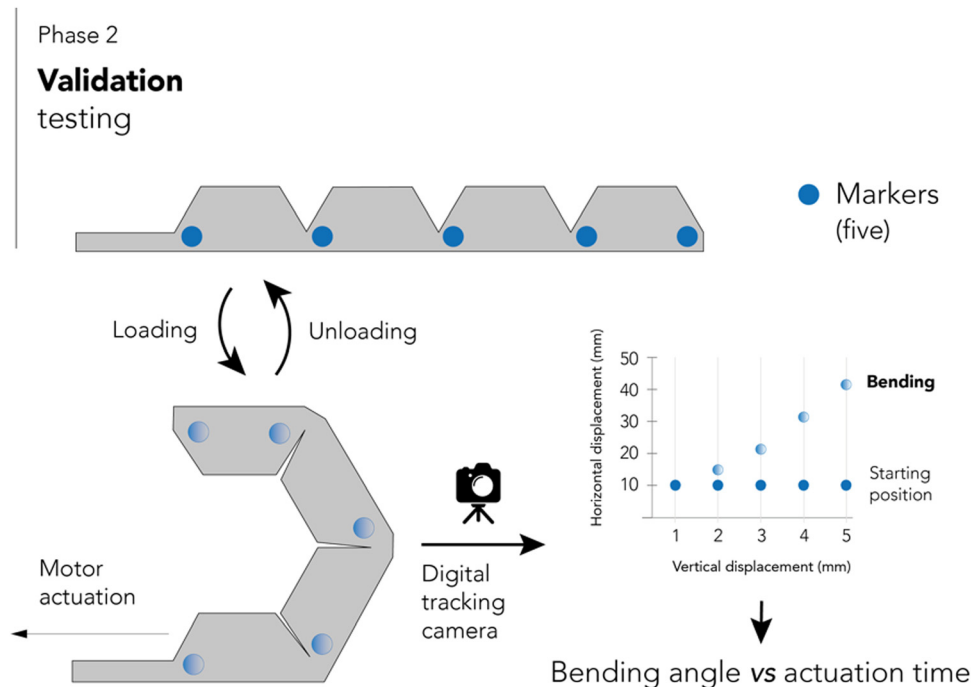 Phase 2
Validation
testing
Markers
(five)
Loading
Unloading
Motor
actuation
Digital
tracking
camera
Horizontal displacement (mm)
50
40
30
20
10
1 2 3 4 5
Vertical displacement (mm)
Bending
Starting
position
Bending angle vs actuation time